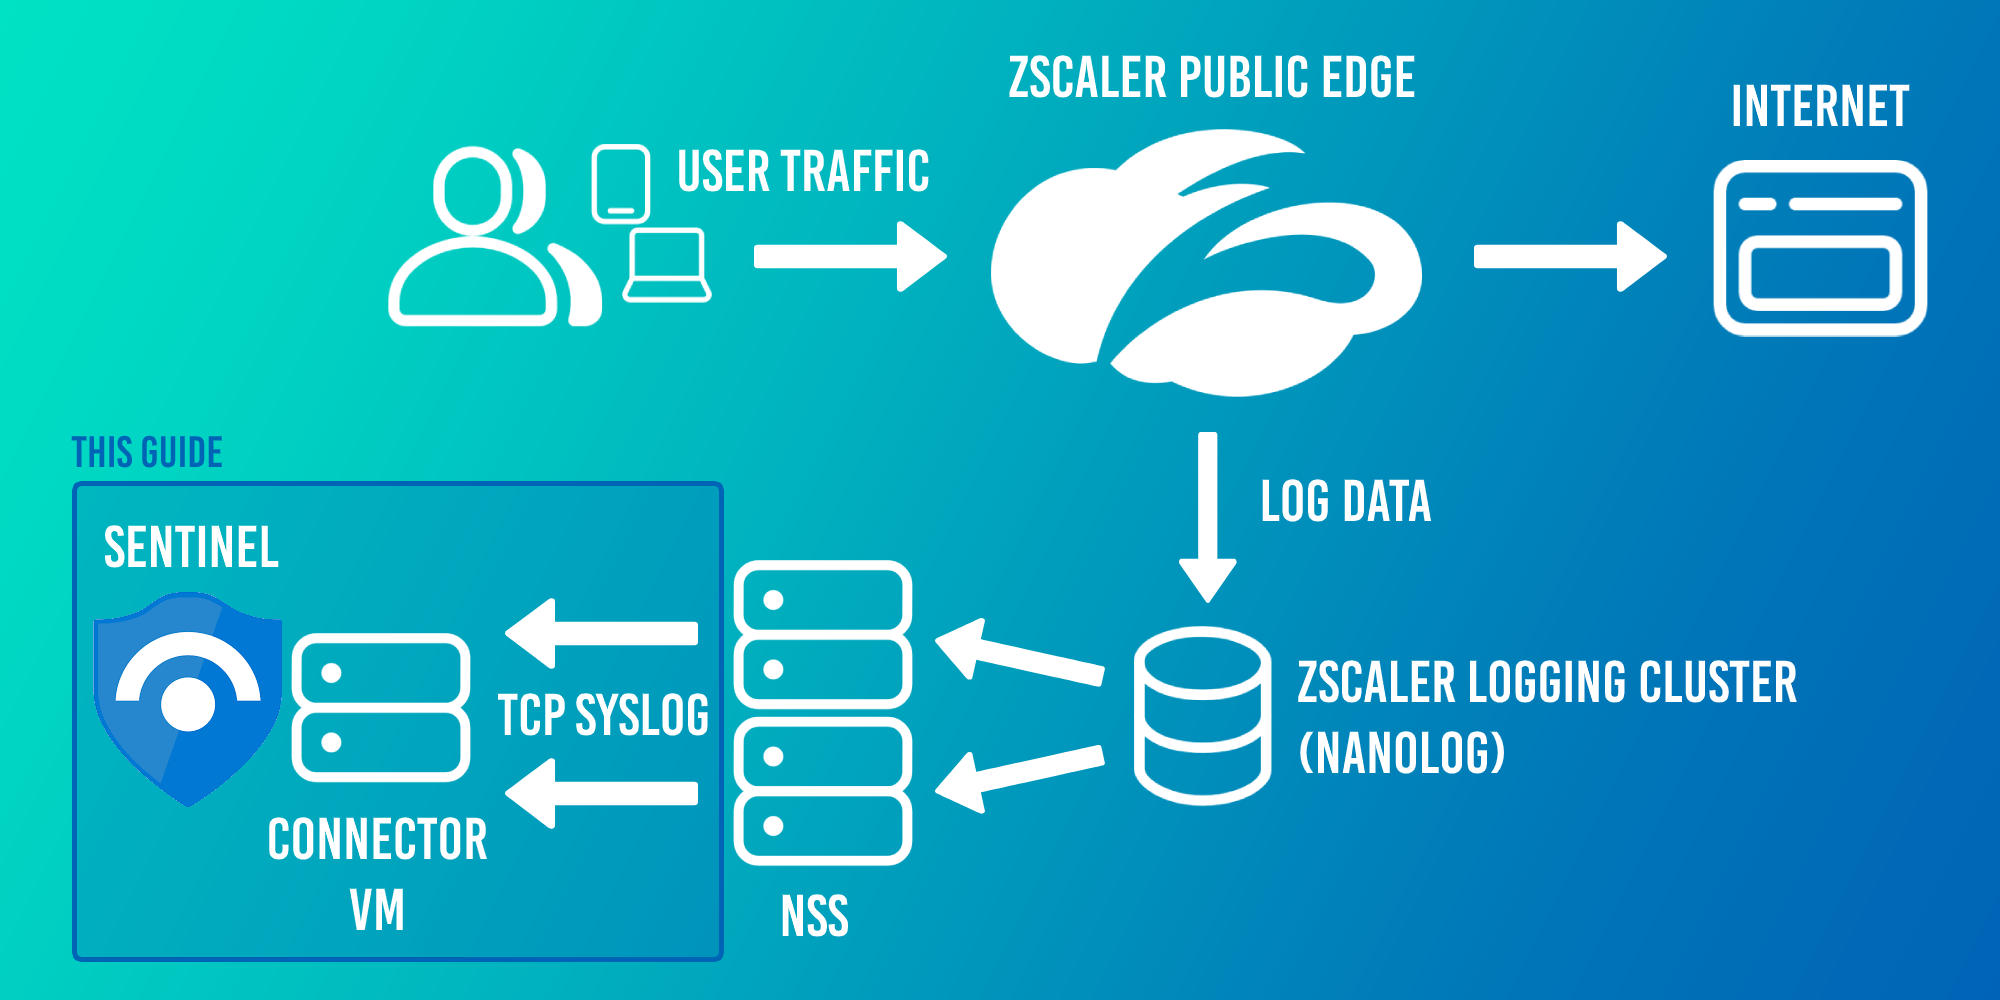 ZSCALER PUBLIC EDGE
INTERNET
USER TRAFFIC
THIS GUIDE
LOG DATA
SENTINEL
TCP SYSLOG
ZSCALER LOGGING CLUSTER
(NANOLOG)
CONNECTOR
VM
NSS